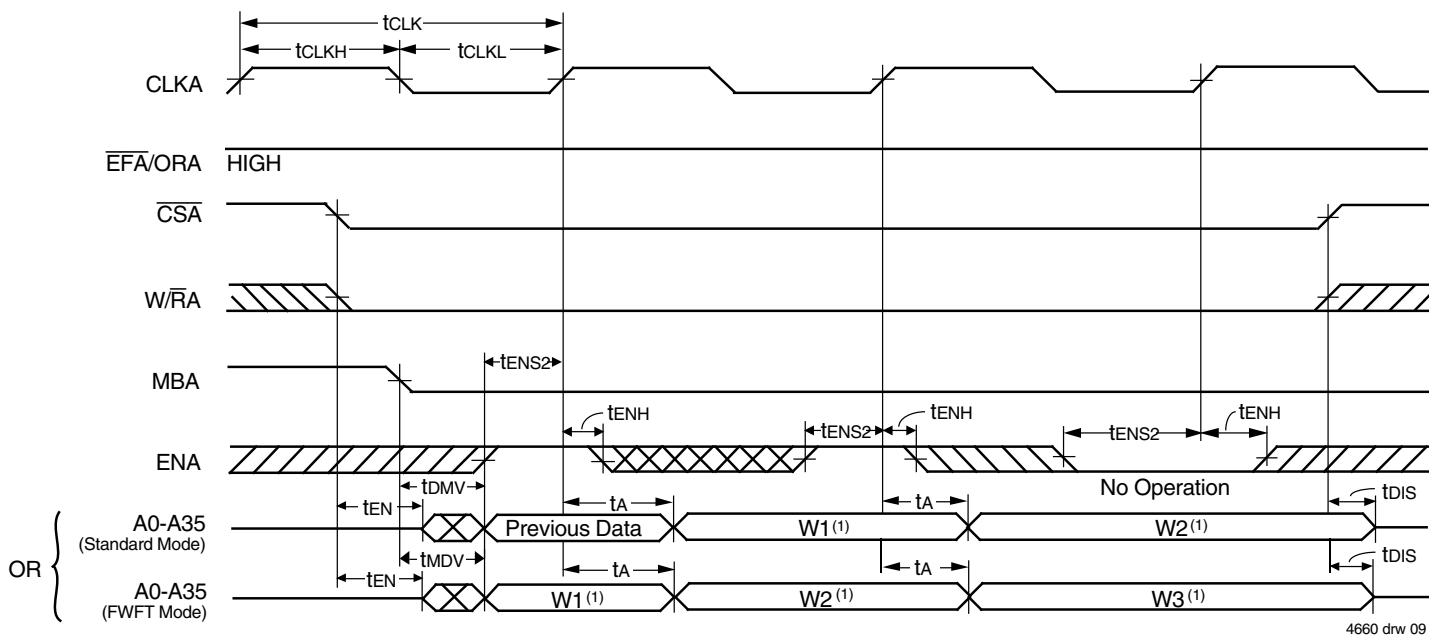 tCLK
tCLKH tCLKL
CLKA
EFA/ORA HIGH
CSA
W/RA
MBA
tENS2
tENH tENS2 tENH tENS2 tENH
ENA
No Operation
tDMV
tEN tA tA tDIS
A0-A35 Previous Data W1(1) W2(1)
(Standard Mode)
OR
tMDV
tEN tA tA tDIS
A0-A35 W1(1) W2(1) W3(1)
(FWFT Mode)
4660 drw 09